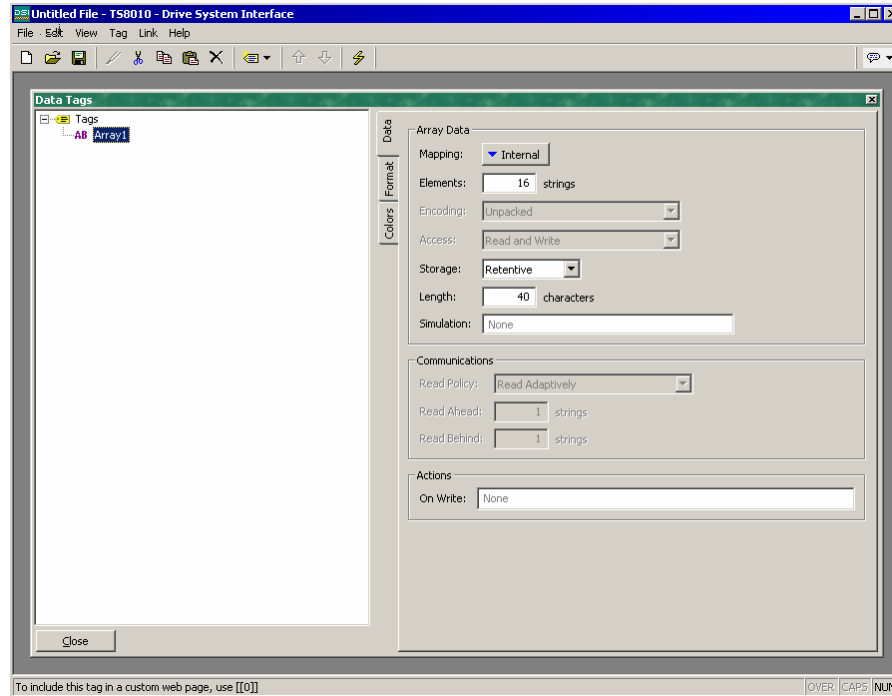 DSI Untitled File - TS8010 - Drive System Interface
File Edit View Tag Link Help
Data Tags
Tags
AB Array1
Data
Format
Colors
Array Data
Mapping: Internal
Elements: 16 strings
Encoding: Unpacked
Access: Read and Write
Storage: Retentive
Length: 40 characters
Simulation: None
Communications
Read Policy: Read Adaptively
Read Ahead: 1 strings
Read Behind: 1 strings
Actions
On Write: None
Close
To include this tag in a custom web page, use [[0]]
OVER CAPS NUM